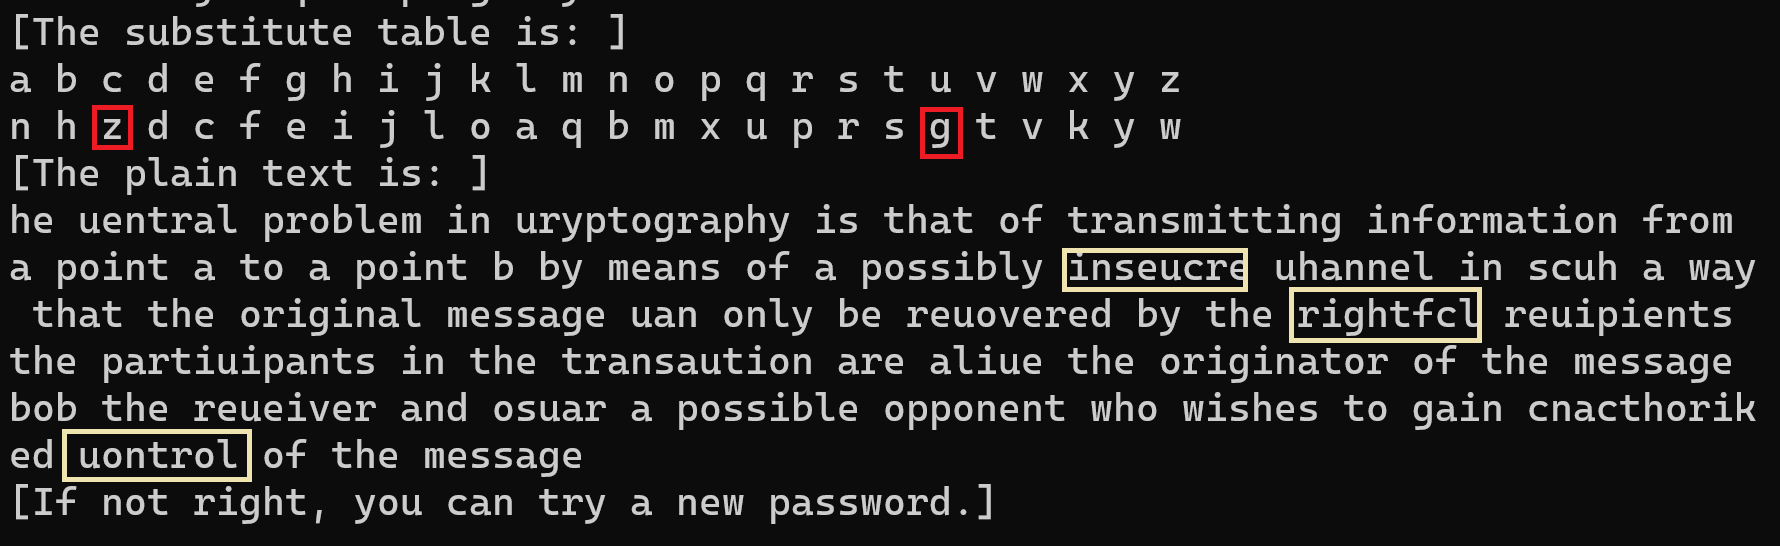 [The substitute table is: ]
a b c d e f g h i j k l m n o p q r s t u v w x y z
n h z d c f e i j l o a q b m x u p r s g t v k y w
[The plain text is: ]
he uentral problem in uryptography is that of transmitting information from
a point a to a point b by means of a possibly inseucre uhannel in scuh a way
that the original message uan only be reuovered by the rightfcl reuipients
the partiuipants in the transaution are aliue the originator of the message
bob the reueiver and osuar a possible opponent who wishes to gain cnacthorik
ed uontrol of the message
[If not right, you can try a new password.]